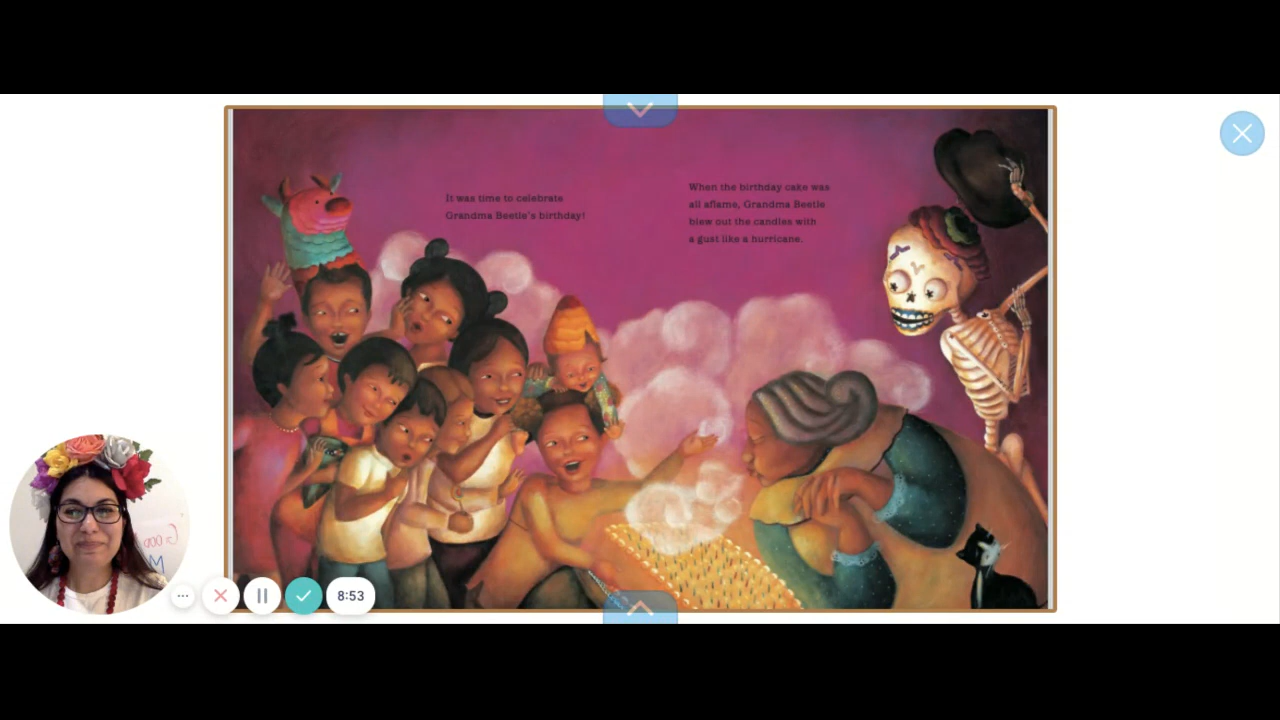 It was time to celebrate
Grandma Beetle's birthday!
When the birthday cake was
all aflame, Grandma Beetle
blew out the candles with
a gust like a hurricane.
8:53